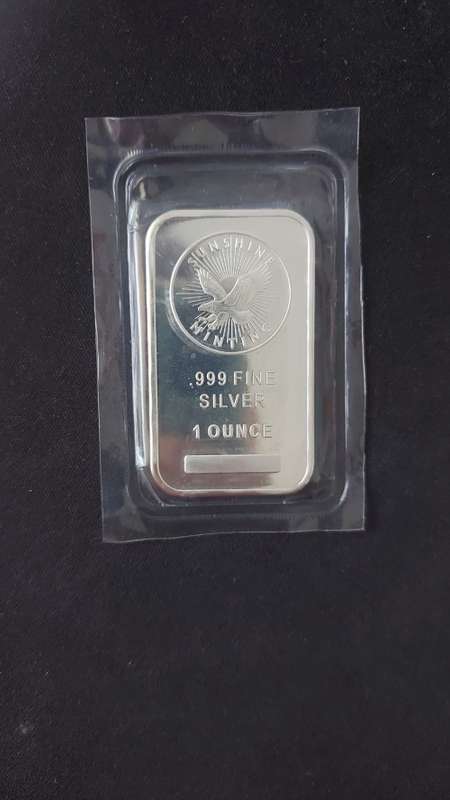 SUNSHINE
MINTING
.999 FINE
SILVER
1 OUNCE